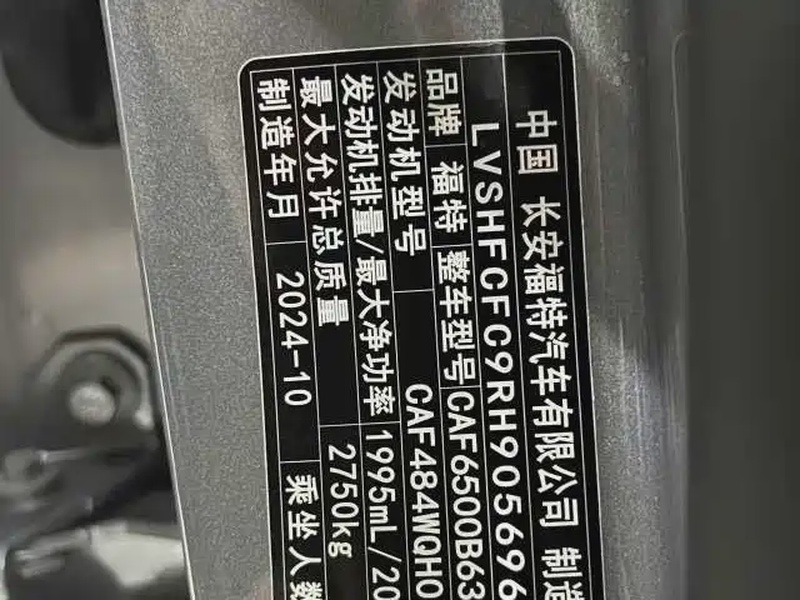 中国 长安福特汽车有限公司 制造
LVSHFCFC9RH905696
品牌 福特 整车型号 CAF6500B63
发动机型号 CAF484WQH0
发动机排量/最大净功率 1995mL/20
最大允许总质量 2750kg
制造年月 2024-10 乘坐人数